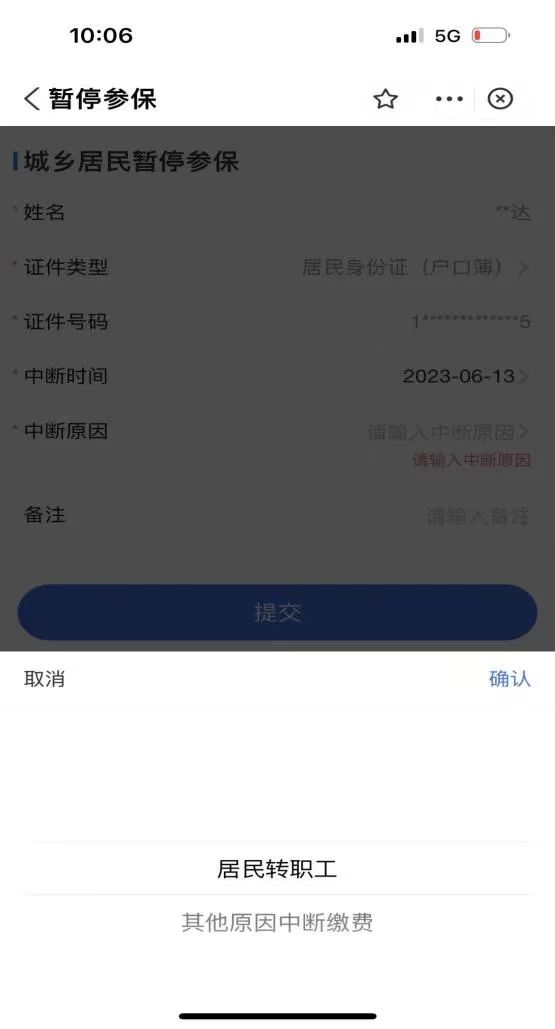 10:06 5G
暂停参保
城乡居民暂停参保
*姓名 **达
*证件类型 居民身份证（户口簿）
*证件号码 1*************5
*中断时间 2023-06-13
*中断原因 请输入中断原因
请输入中断原因
备注 请输入备注
提交
取消 确认
居民转职工
其他原因中断缴费